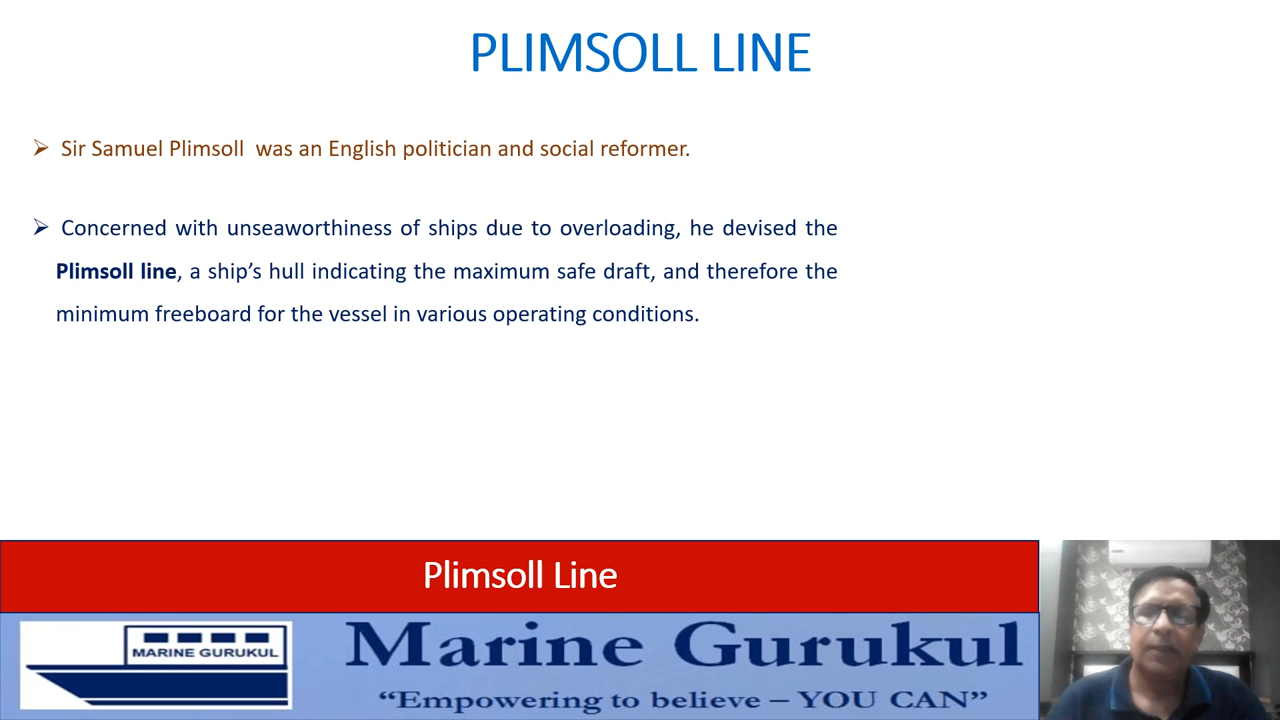 PLIMSOLL LINE
➢ Sir Samuel Plimsoll was an English politician and social reformer.
➢ Concerned with unseaworthiness of ships due to overloading, he devised the
Plimsoll line, a ship’s hull indicating the maximum safe draft, and therefore the
minimum freeboard for the vessel in various operating conditions.
Plimsoll Line
MARINE GURUKUL
Marine Gurukul
“Empowering to believe – YOU CAN”